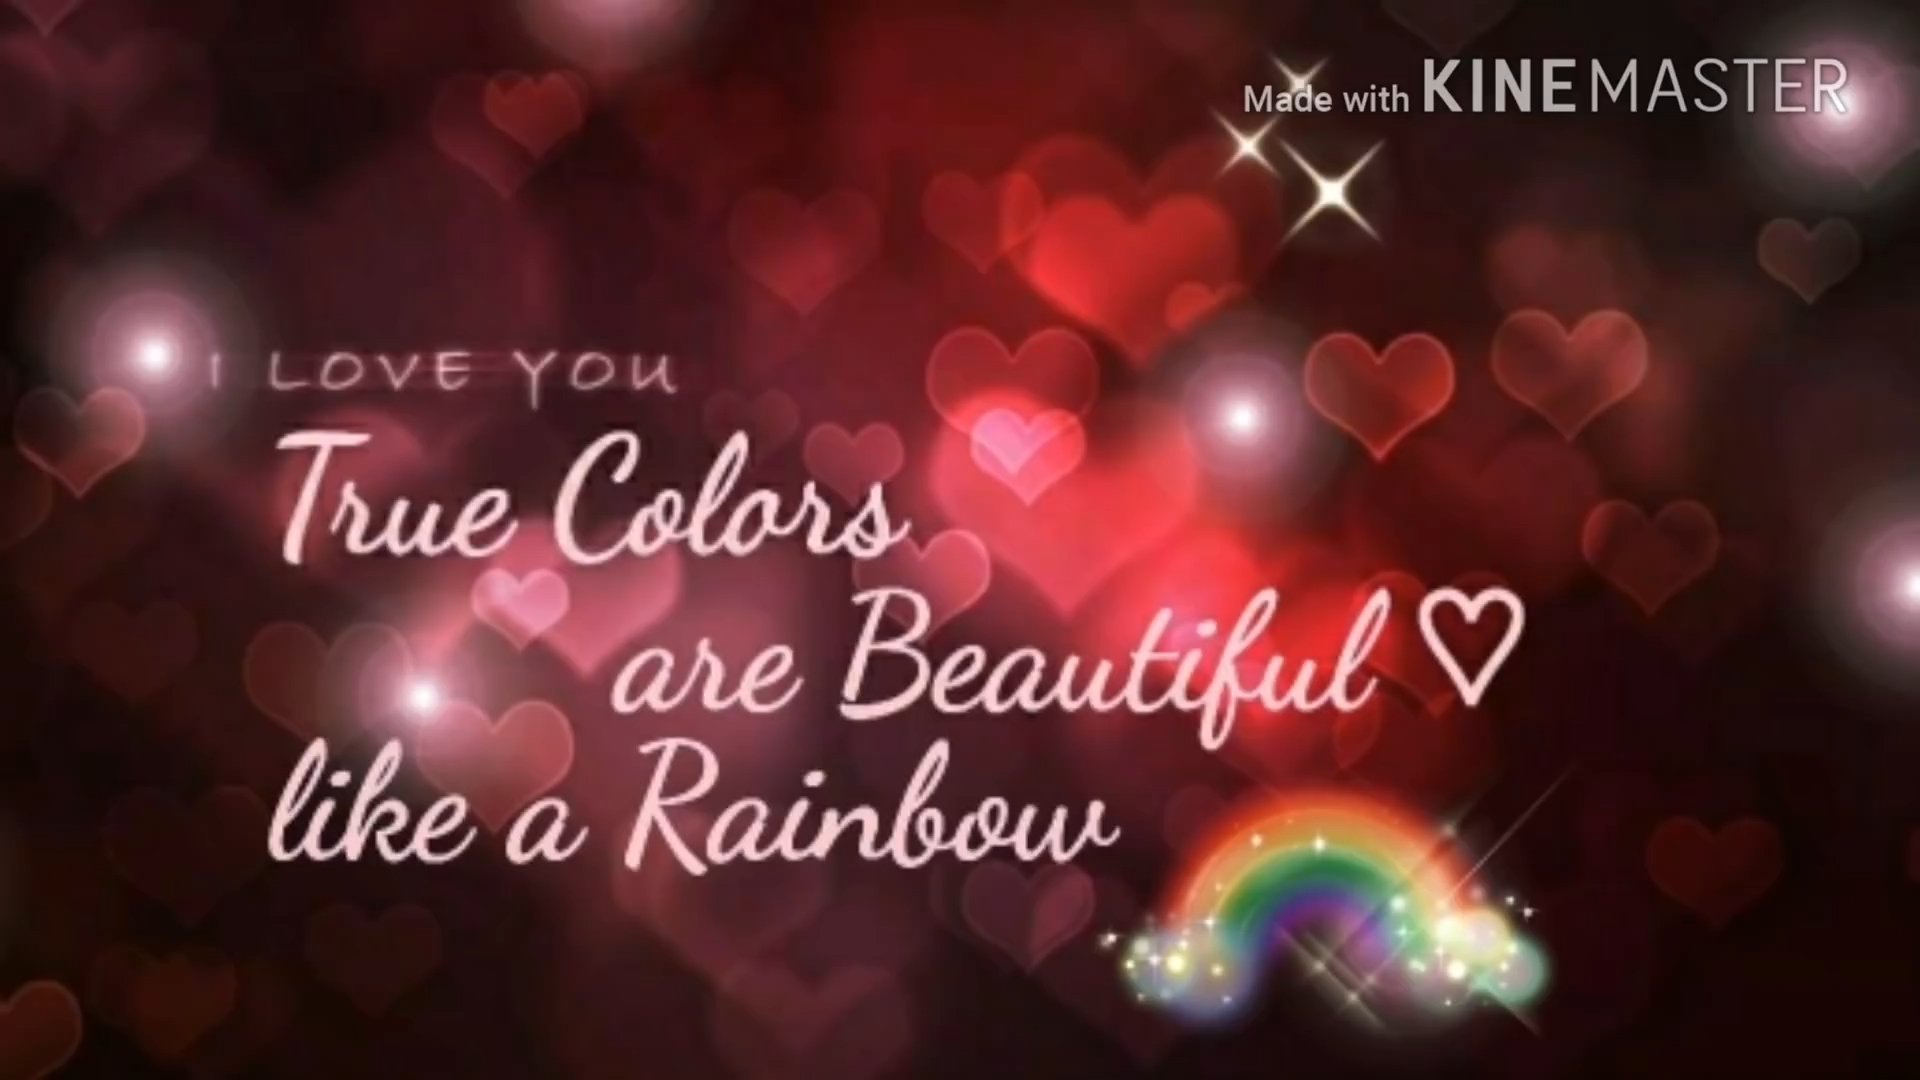 Made with KINEMASTER
I LOVE YOU
True Colors
are Beautiful ♡
like a Rainbow